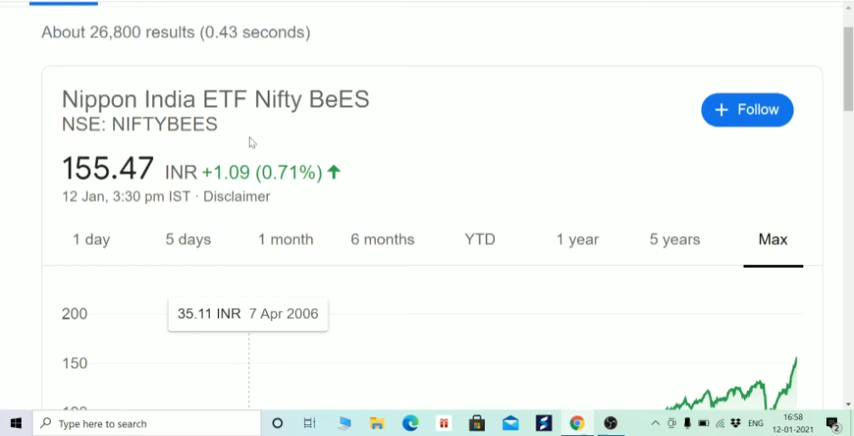 About 26,800 results (0.43 seconds)
Nippon India ETF Nifty BeES
NSE: NIFTYBEES
+ Follow
155.47 INR +1.09 (0.71%)
12 Jan, 3:30 pm IST · Disclaimer
1 day 5 days 1 month 6 months YTD 1 year 5 years Max
200
35.11 INR 7 Apr 2006
150
Type here to search
ENG
16:58
12-01-2021
2